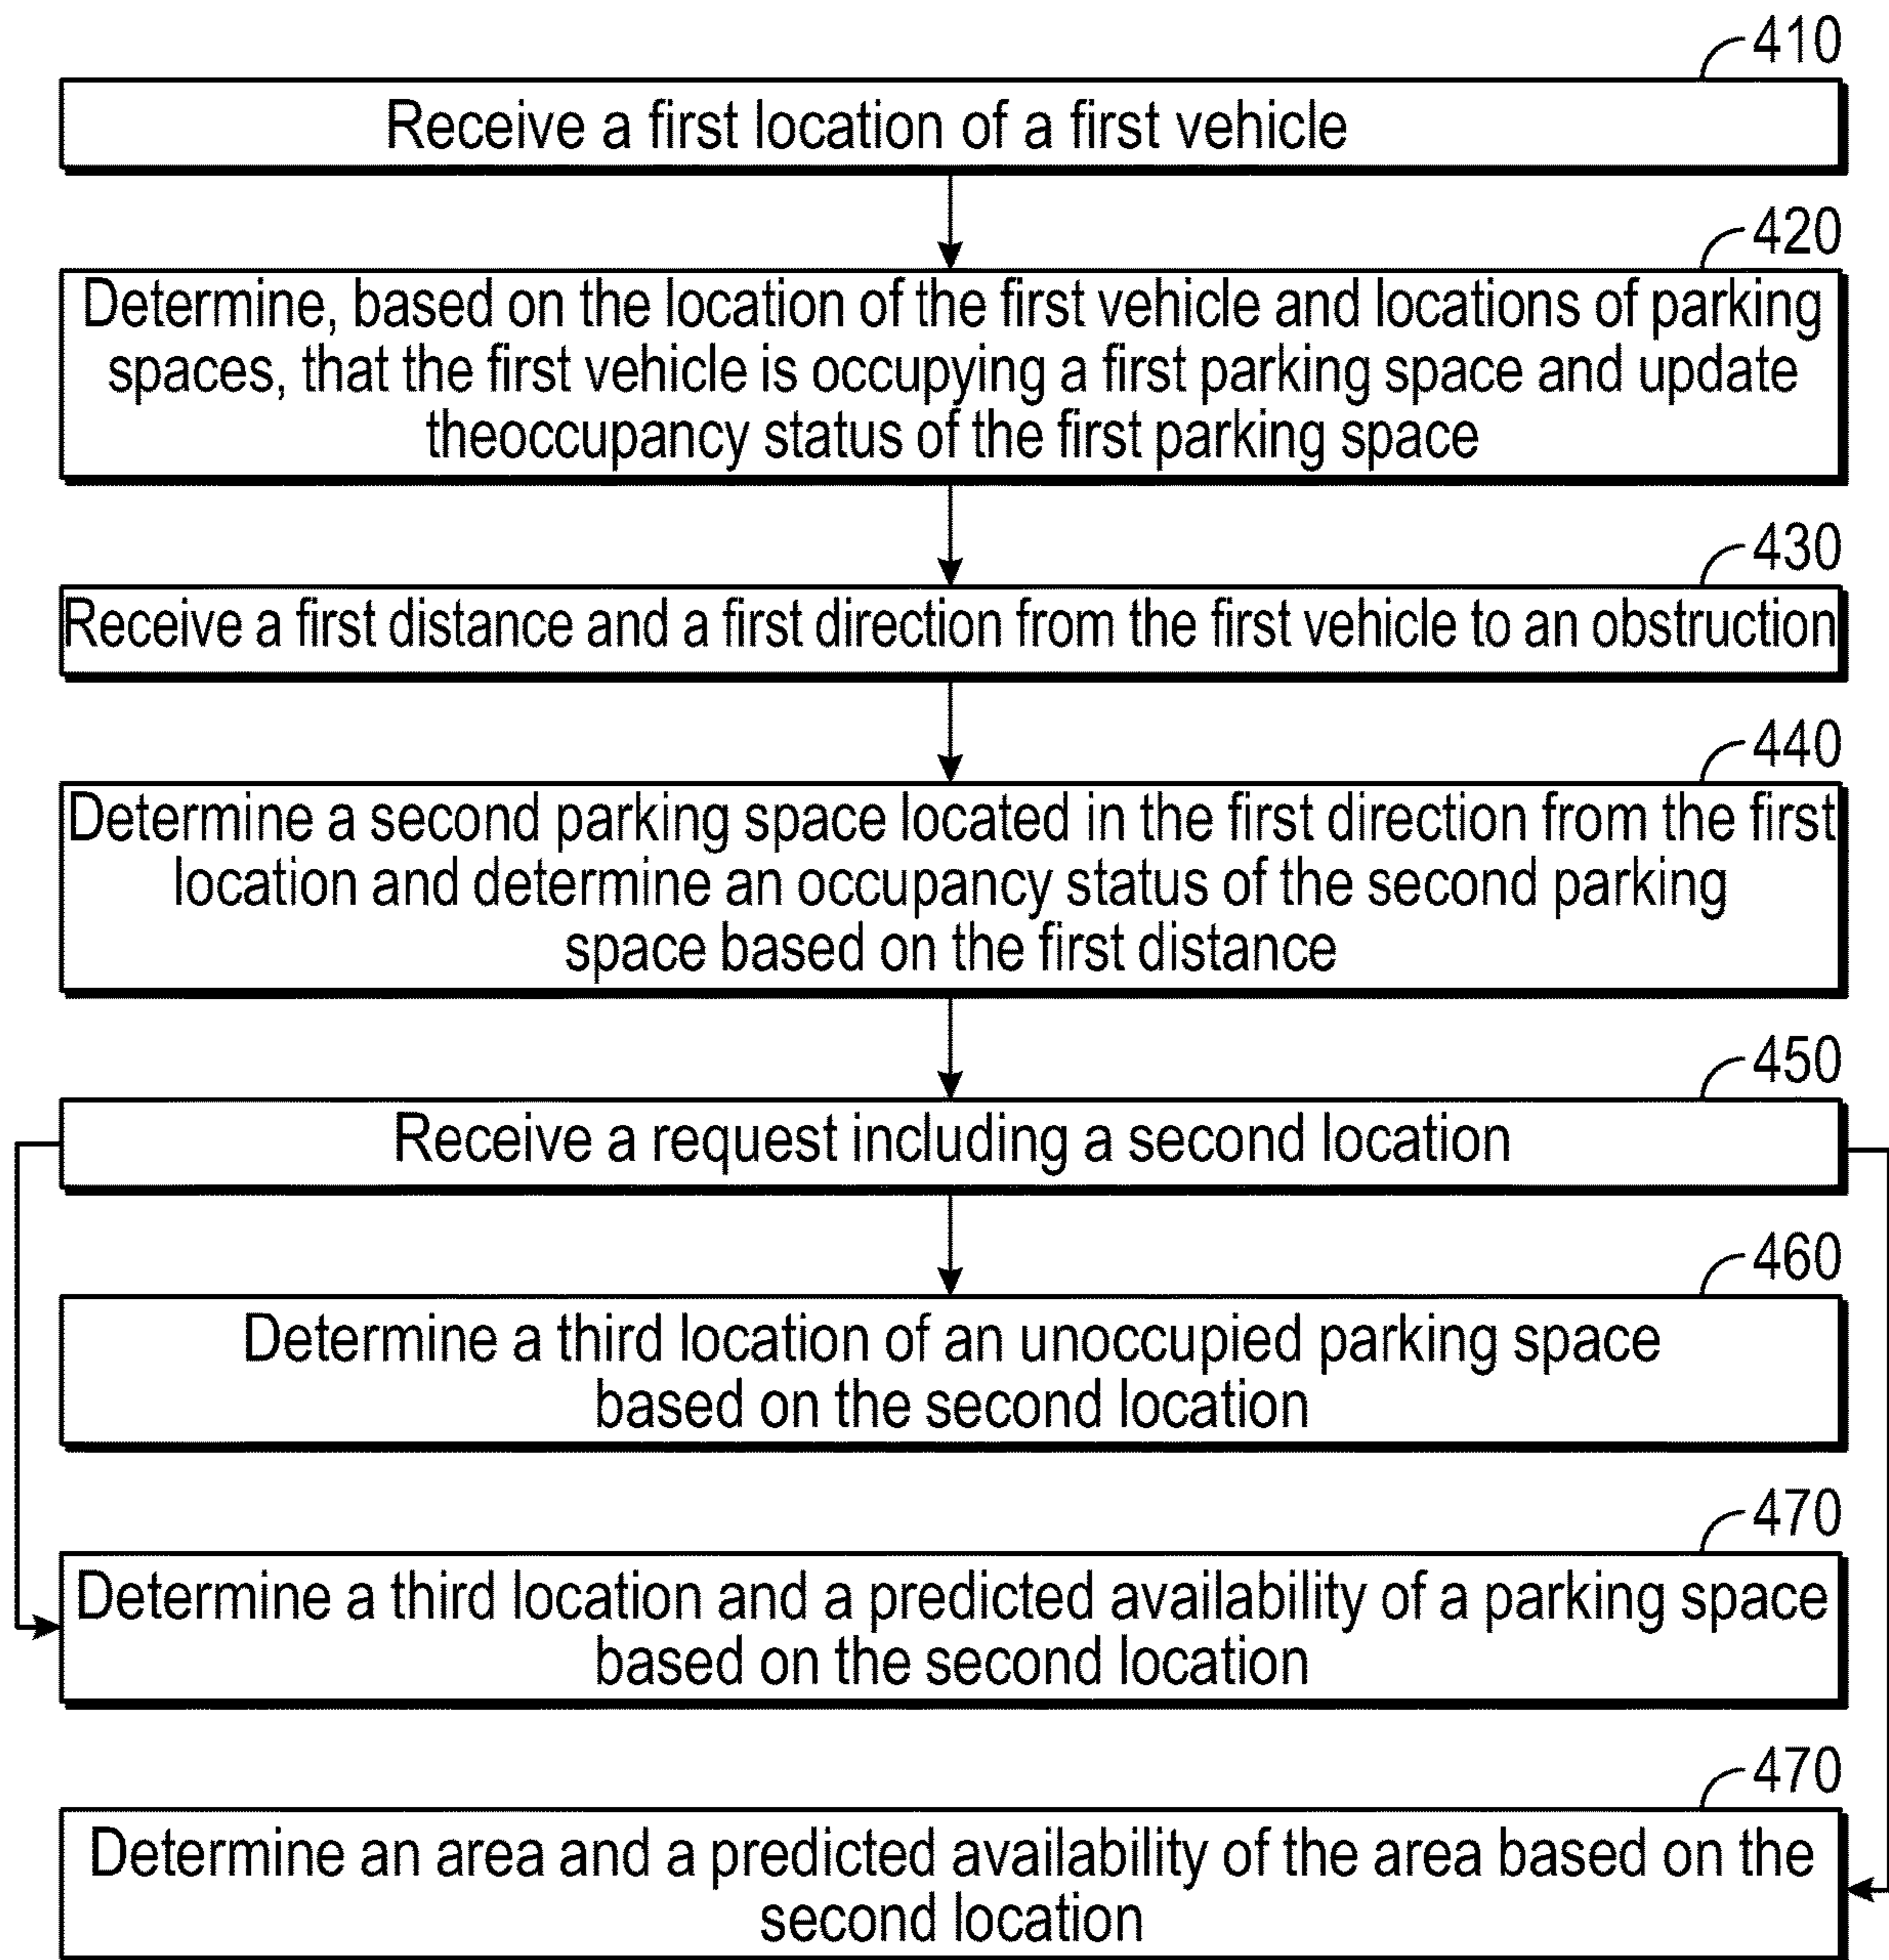 410
Receive a first location of a first vehicle
420
Determine, based on the location of the first vehicle and locations of parking
spaces, that the first vehicle is occupying a first parking space and update
theoccupancy status of the first parking space
430
Receive a first distance and a first direction from the first vehicle to an obstruction
440
Determine a second parking space located in the first direction from the first
location and determine an occupancy status of the second parking
space based on the first distance
450
Receive a request including a second location
460
Determine a third location of an unoccupied parking space
based on the second location
470
Determine a third location and a predicted availability of a parking space
based on the second location
470
Determine an area and a predicted availability of the area based on the
second location